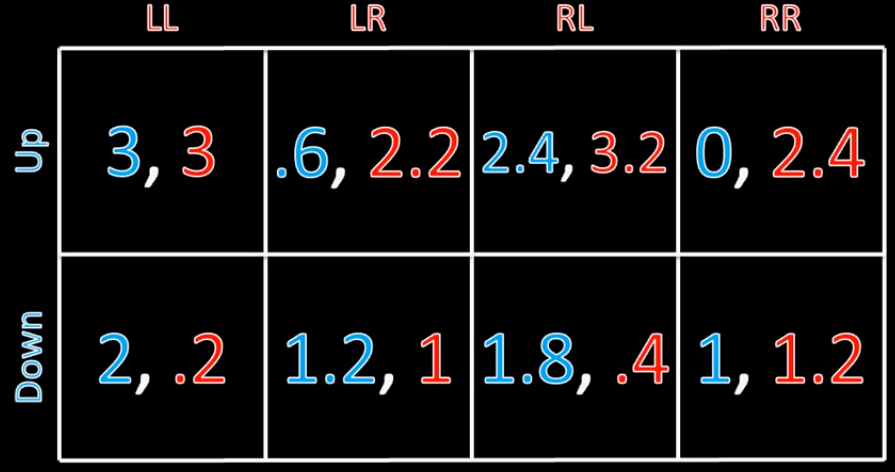 LL LR RL RR
Up 3, 3 .6, 2.2 2.4, 3.2 0, 2.4
Down 2, .2 1.2, 1 1.8, .4 1, 1.2